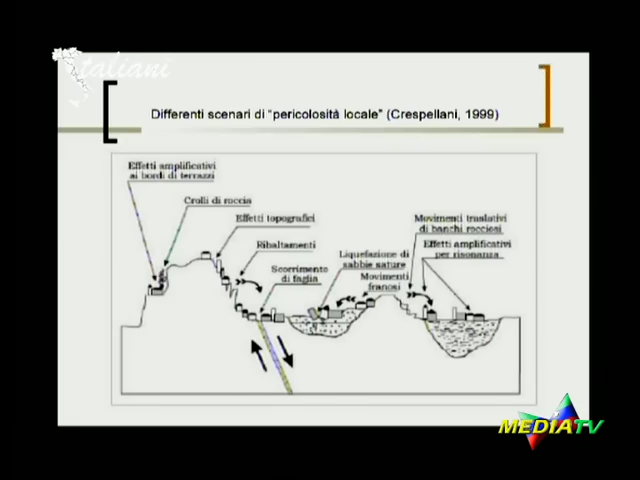 italiani
Differenti scenari di "pericolosità locale" (Crespellani, 1999)
Effetti amplificativi
ai bordi di terrazzi
Crolli di roccia
Effetti topografici
Ribaltamenti
Scorrimento
di faglia
Liquefazione di
sabbie sature
Movimenti
franosi
Movimenti traslativi
di banchi rocciosi
Effetti amplificativi
per risonanza
MEDIATV